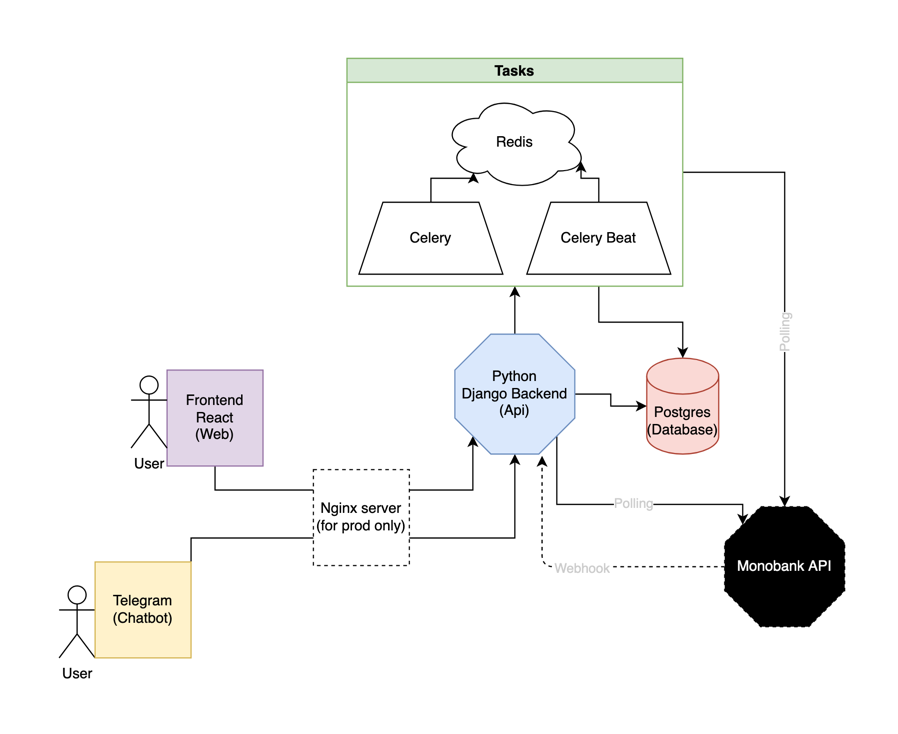 Tasks
Redis
Celery
Celery Beat
Polling
Python
Django Backend
(Api)
Postgres
(Database)
Frontend
React
(Web)
User
Nginx server
(for prod only)
Polling
Webhook
Monobank API
Telegram
(Chatbot)
User